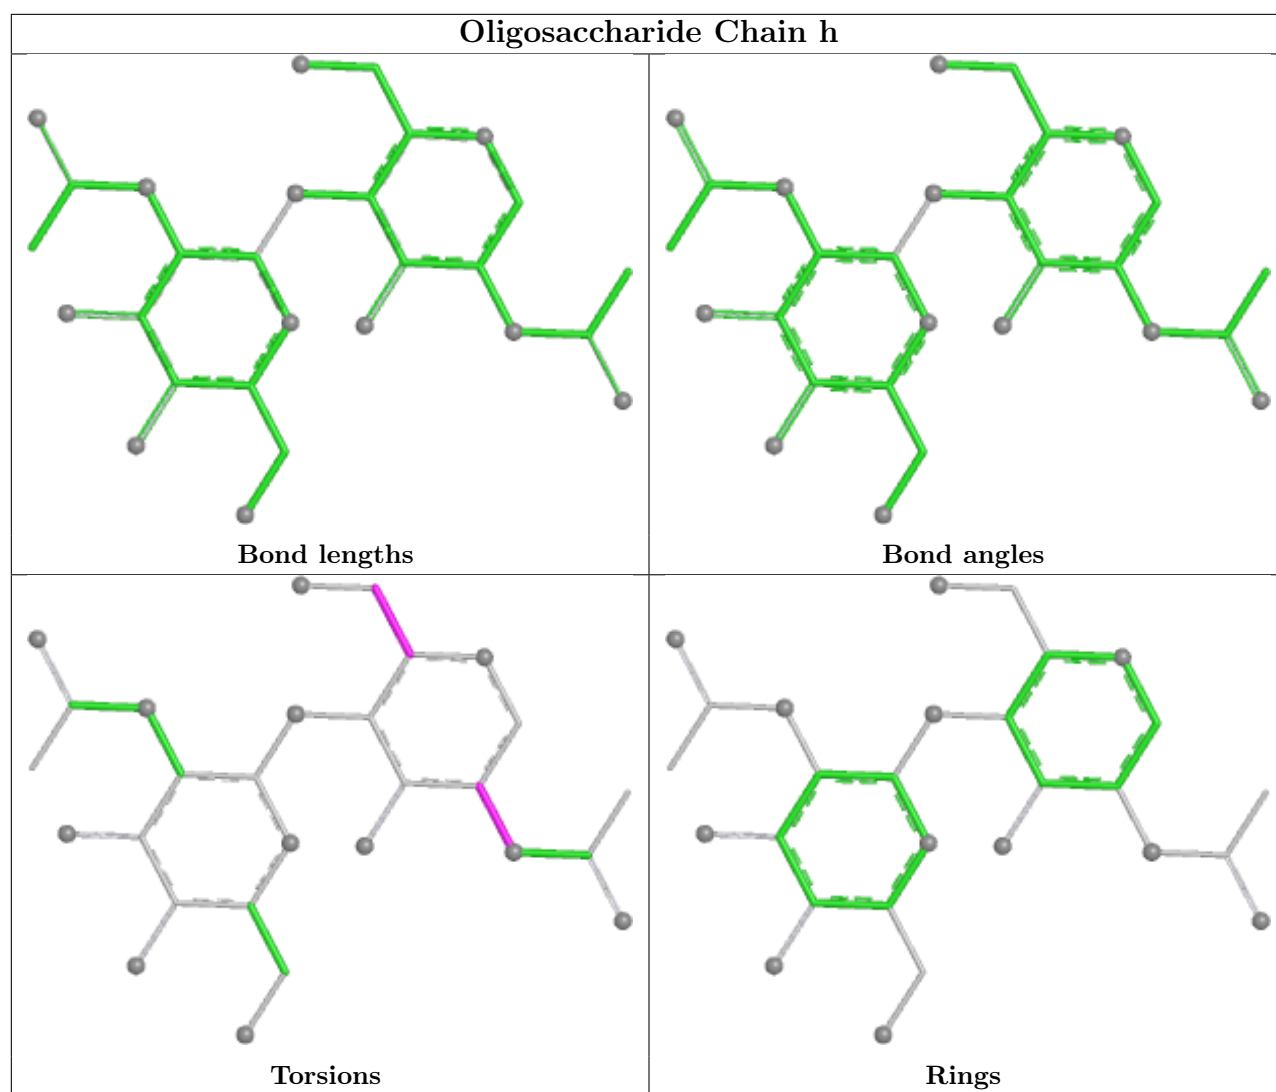 Oligosaccharide Chain h
Bond lengths
Bond angles
Torsions
Rings